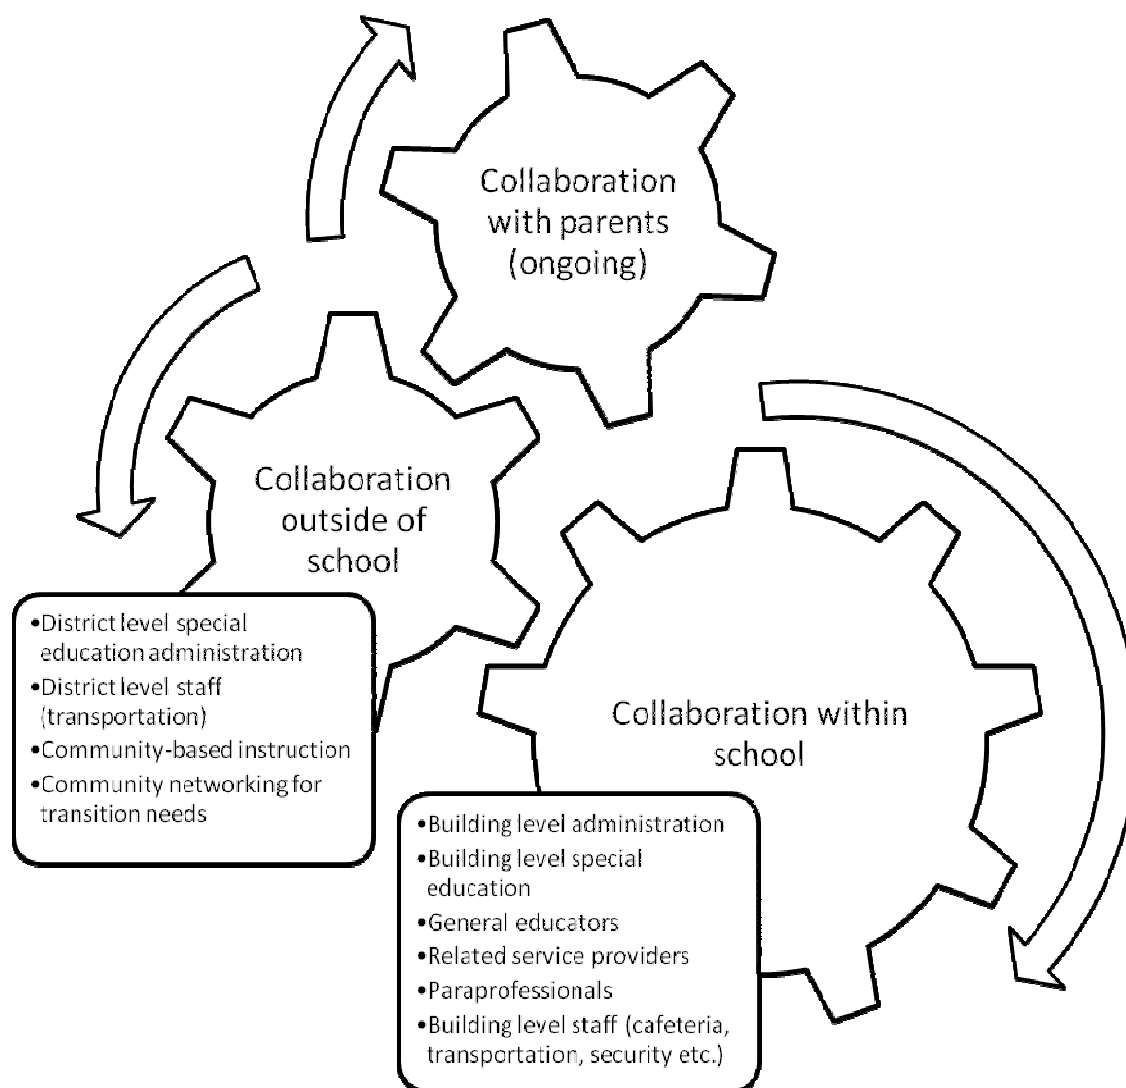 Collaboration
with parents
(ongoing)
Collaboration
outside of
school
•District level special
education administration
•District level staff
(transportation)
•Community-based instruction
•Community networking for
transition needs
Collaboration within
school
•Building level administration
•Building level special
education
•General educators
•Related service providers
•Paraprofessionals
•Building level staff (cafeteria,
transportation, security etc.)